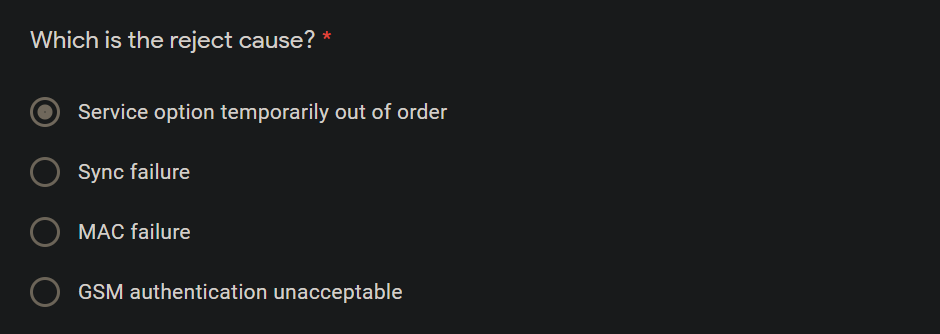 Which is the reject cause? *
Service option temporarily out of order
Sync failure
MAC failure
GSM authentication unacceptable